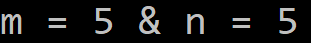 m = 5 & n = 5